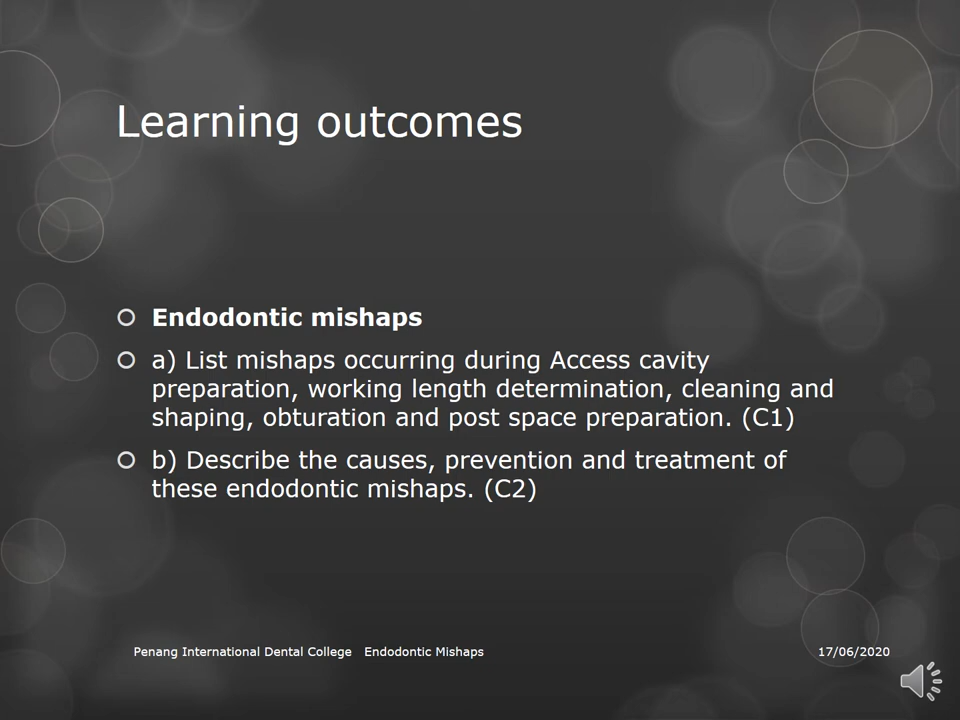 Learning outcomes
Endodontic mishaps
a) List mishaps occurring during Access cavity
preparation, working length determination, cleaning and
shaping, obturation and post space preparation. (C1)
b) Describe the causes, prevention and treatment of
these endodontic mishaps. (C2)
Penang International Dental College Endodontic Mishaps 17/06/2020